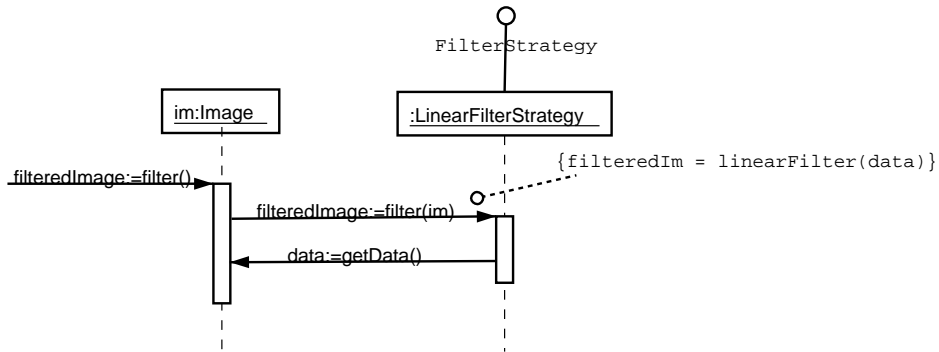 FilterStrategy
im:Image
:LinearFilterStrategy
{filteredIm = linearFilter(data)}
filteredImage:=filter()
filteredImage:=filter(im)
data:=getData()